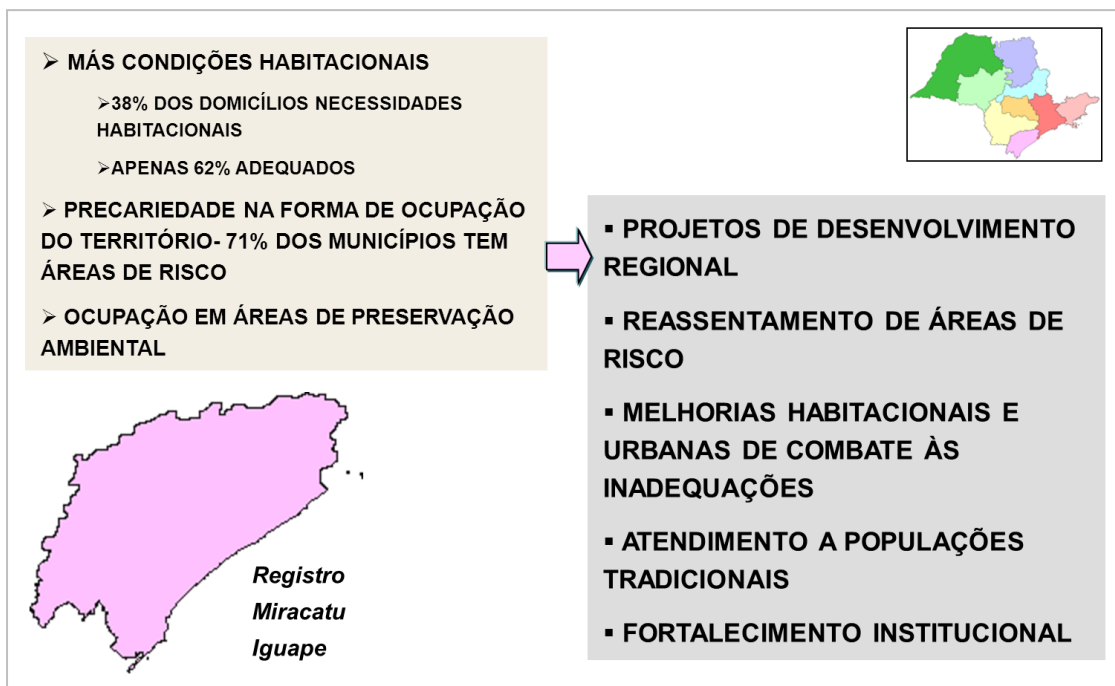 ➢ MÁS CONDIÇÕES HABITACIONAIS
➢38% DOS DOMICÍLIOS NECESSIDADES
HABITACIONAIS
➢APENAS 62% ADEQUADOS
➢ PRECARIEDADE NA FORMA DE OCUPAÇÃO
DO TERRITÓRIO- 71% DOS MUNICÍPIOS TEM
ÁREAS DE RISCO
➢ OCUPAÇÃO EM ÁREAS DE PRESERVAÇÃO
AMBIENTAL
▪ PROJETOS DE DESENVOLVIMENTO
REGIONAL
▪ REASSENTAMENTO DE ÁREAS DE
RISCO
▪ MELHORIAS HABITACIONAIS E
URBANAS DE COMBATE ÀS
INADEQUAÇÕES
▪ ATENDIMENTO A POPULAÇÕES
TRADICIONAIS
▪ FORTALECIMENTO INSTITUCIONAL
Registro
Miracatu
Iguape